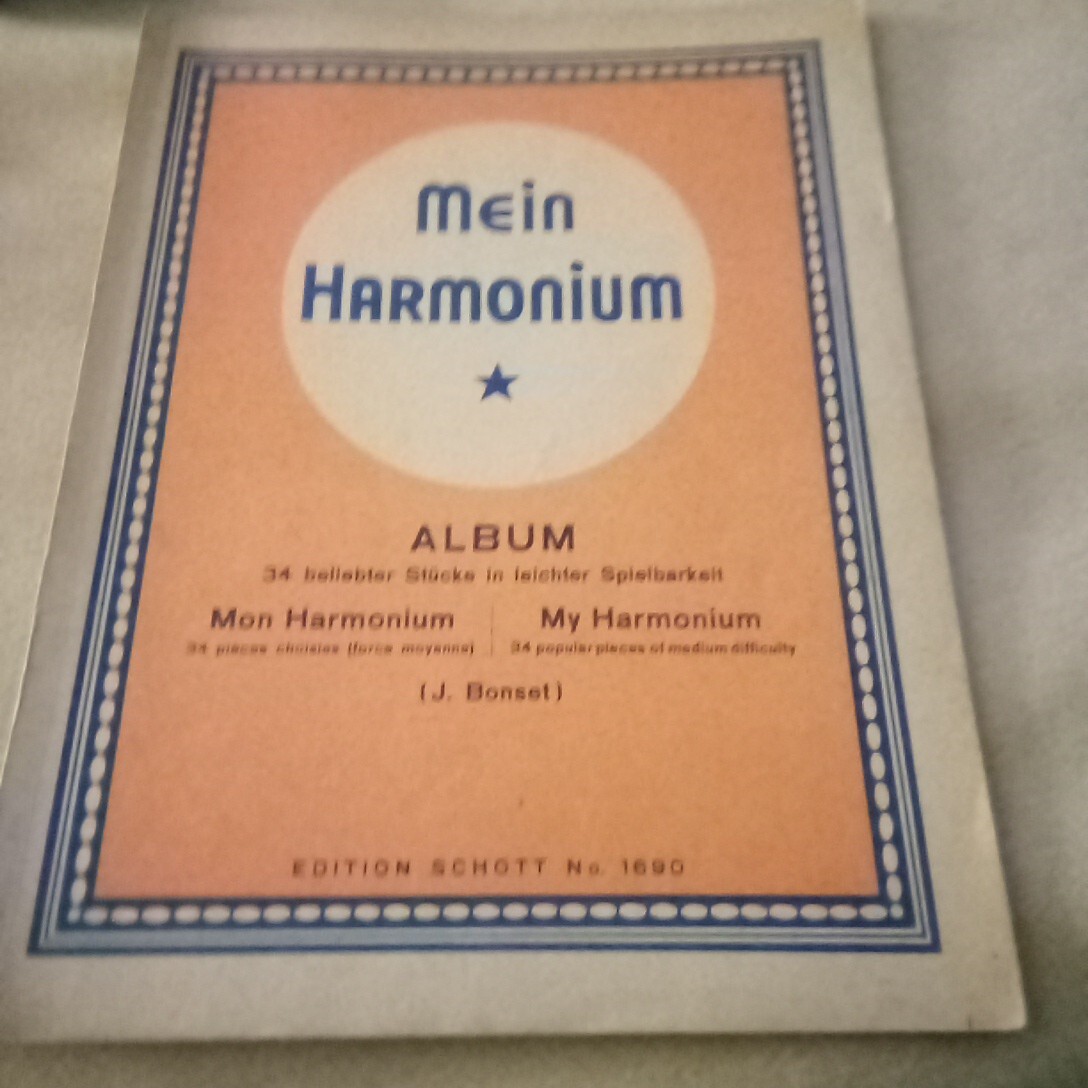 Mein
Harmonium
ALBUM
34 beliebter Stücke in leichter Spielbarkeit
Mon Harmonium
34 pièces choisies (force moyenne)
My Harmonium
34 popular pieces of medium difficulty
(J. Bonset)
EDITION SCHOTT No. 1690